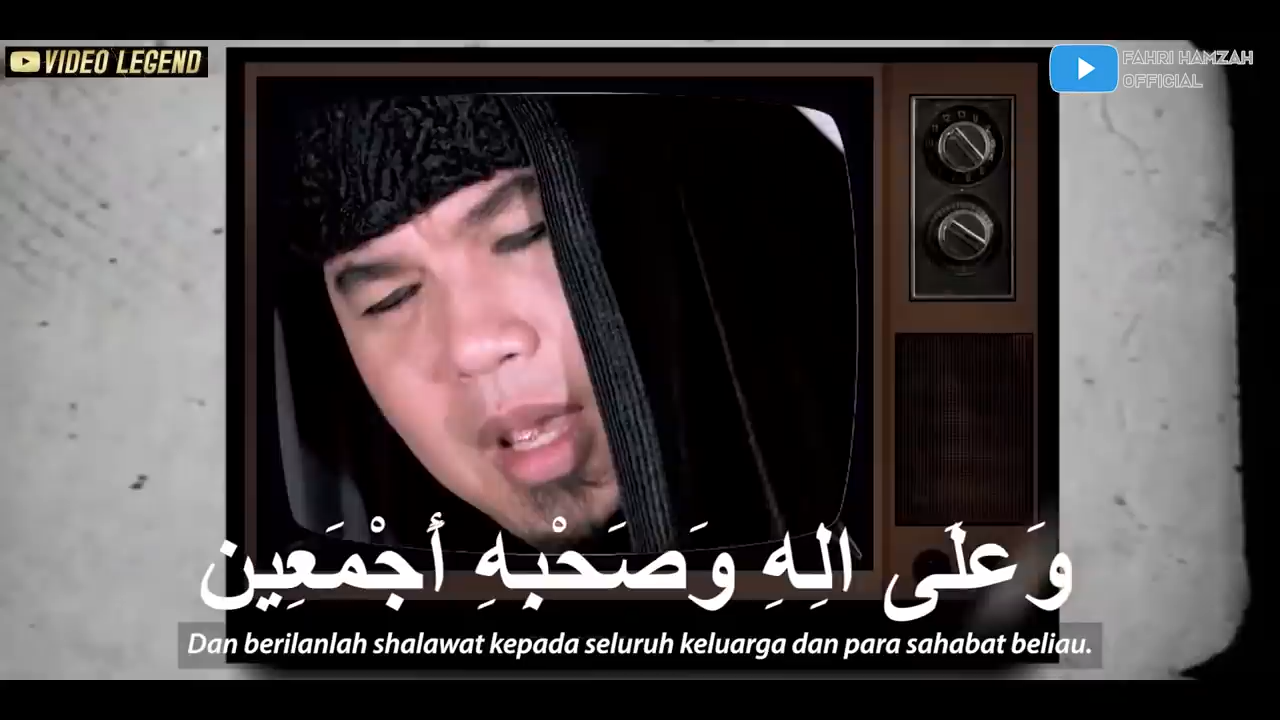 VIDEO LEGEND
FAHRI HAMZAH
OFFICIAL
وَعَلَى الِهِ وَصَحْبِهِ أَجْمَعِين
Dan berilanlah shalawat kepada seluruh keluarga dan para sahabat beliau.